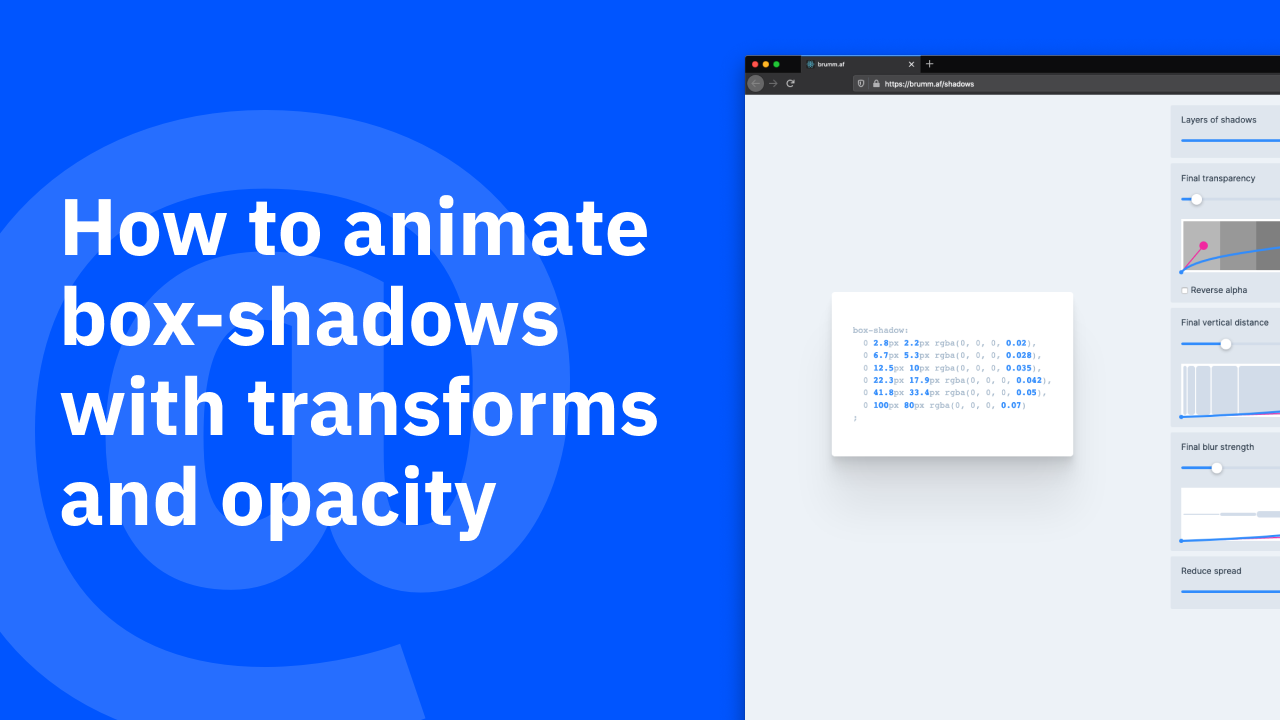 How to animate
box-shadows
with transforms
and opacity
@
brumm.af
https://brumm.af/shadows
box-shadow:
0 2.8px 2.2px rgba(0, 0, 0, 0.02),
0 6.7px 5.3px rgba(0, 0, 0, 0.028),
0 12.5px 10px rgba(0, 0, 0, 0.035),
0 22.3px 17.9px rgba(0, 0, 0, 0.042),
0 41.8px 33.4px rgba(0, 0, 0, 0.05),
0 100px 80px rgba(0, 0, 0, 0.07)
;
Layers of shadows
Final transparency
Reverse alpha
Final vertical distance
Final blur strength
Reduce spread